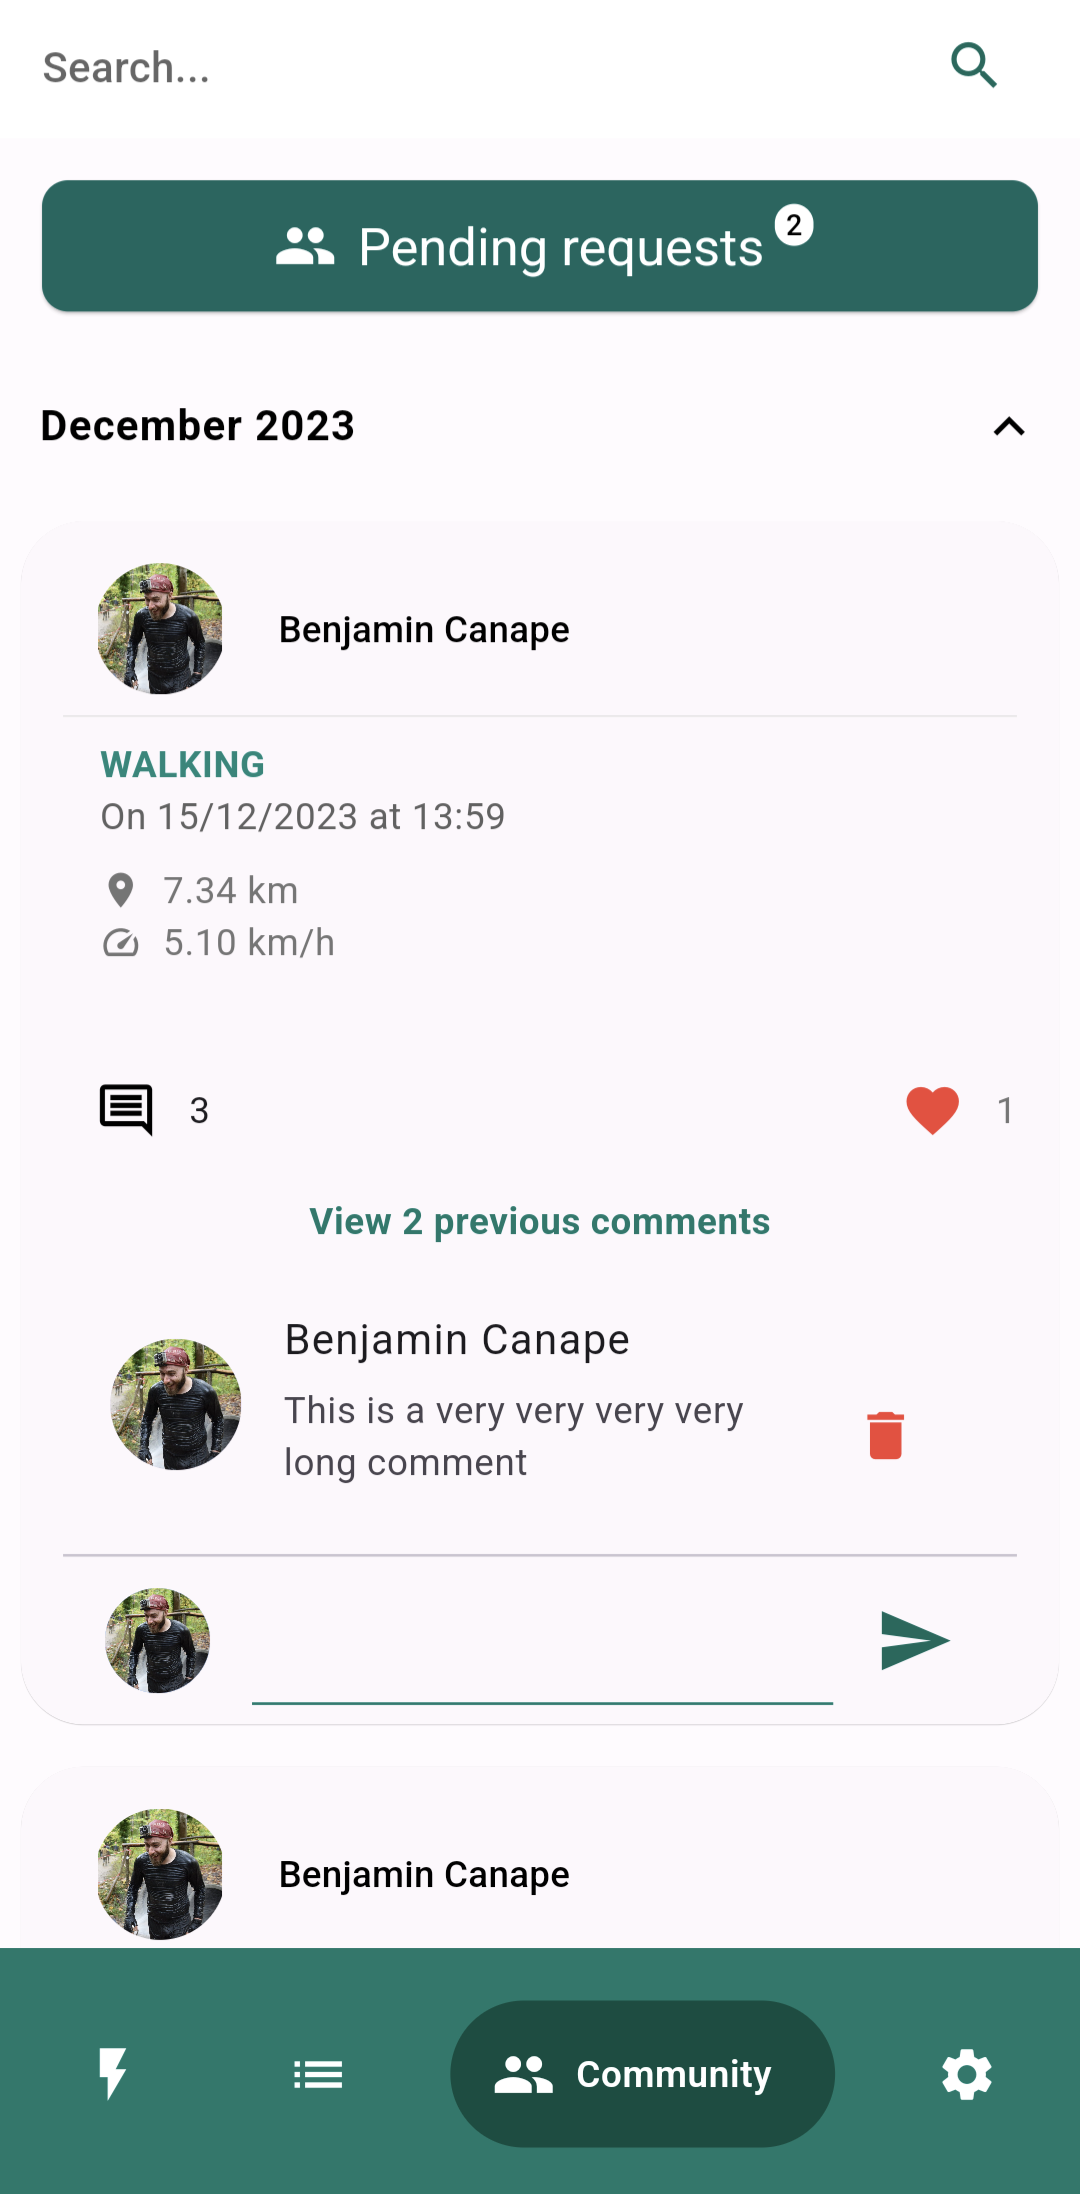 Search...
Pending requests
2
December 2023
Benjamin Canape
WALKING
On 15/12/2023 at 13:59
7.34 km
5.10 km/h
3
1
View 2 previous comments
Benjamin Canape
This is a very very very very
long comment
Benjamin Canape
Community